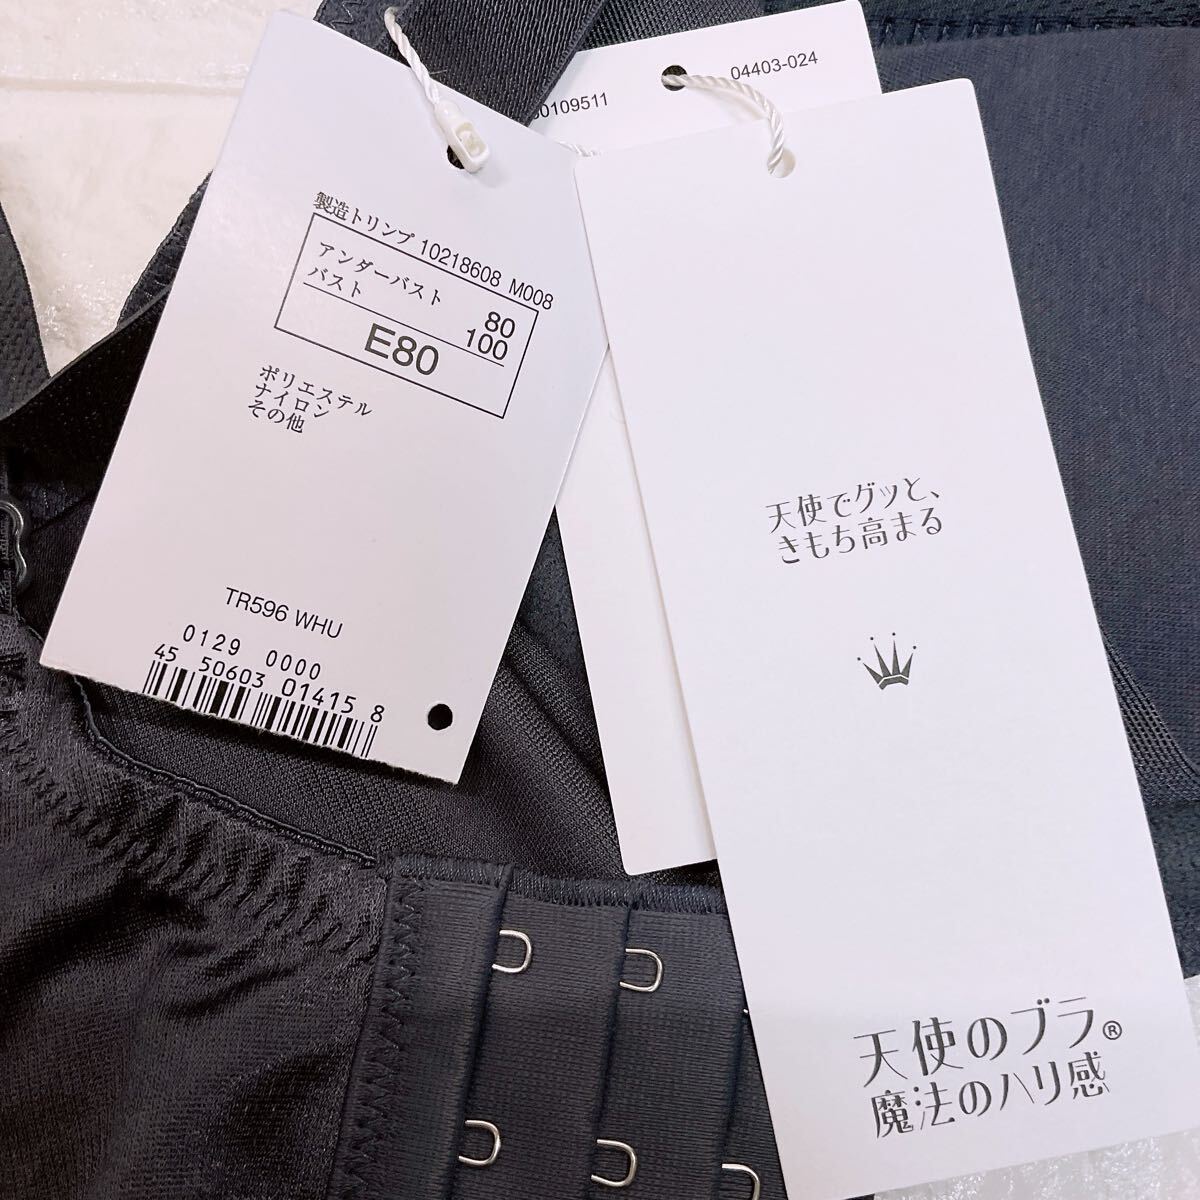 製造トリンプ 10218608 M008
アンダーバスト 80
バスト 100
E80
ポリエステル
ナイロン
その他
TR596 WHU
0129 0000
45 50603 01415 8
04403-024
0109511
天使でグッと、
きもち高まる
天使のブラ®
魔法のハリ感